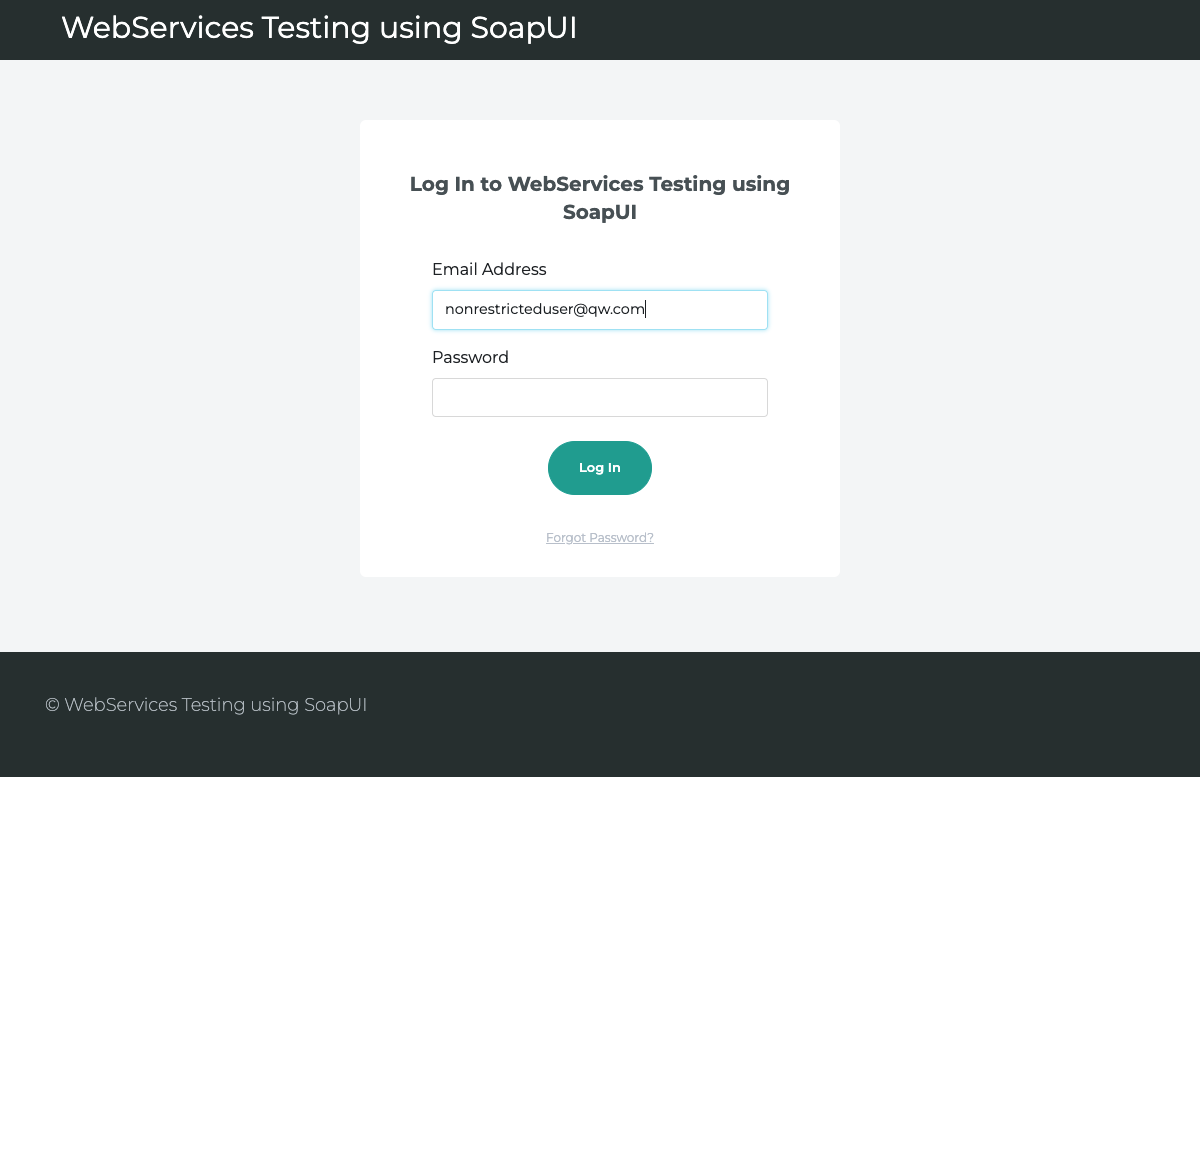 WebServices Testing using SoapUI
Log In to WebServices Testing using
SoapUI
Email Address
nonrestricteduser@qw.com
Password
Log In
Forgot Password?
© WebServices Testing using SoapUI